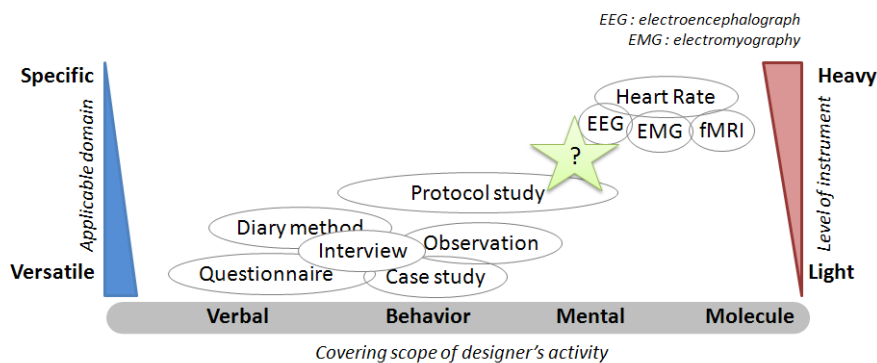 EEG : electroencephalograph
EMG : electromyography
Specific
Heavy
Heart Rate
EEG
EMG
fMRI
?
Applicable domain
Level of instrument
Protocol study
Diary method
Interview
Observation
Versatile
Questionnaire
Case study
Light
Verbal
Behavior
Mental
Molecule
Covering scope of designer's activity